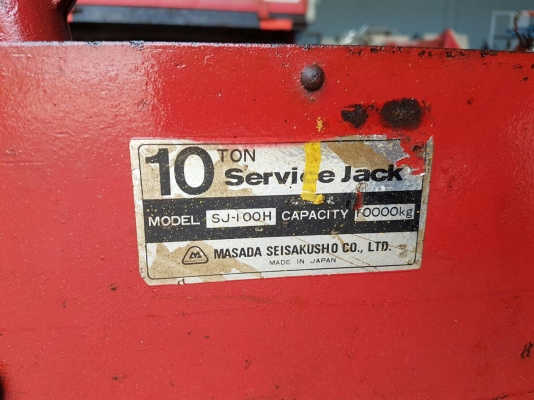 10 TON
Service Jack
MODEL SJ-100H CAPACITY 10000kg
M MASADA SEISAKUSHO CO., LTD.
MADE IN JAPAN